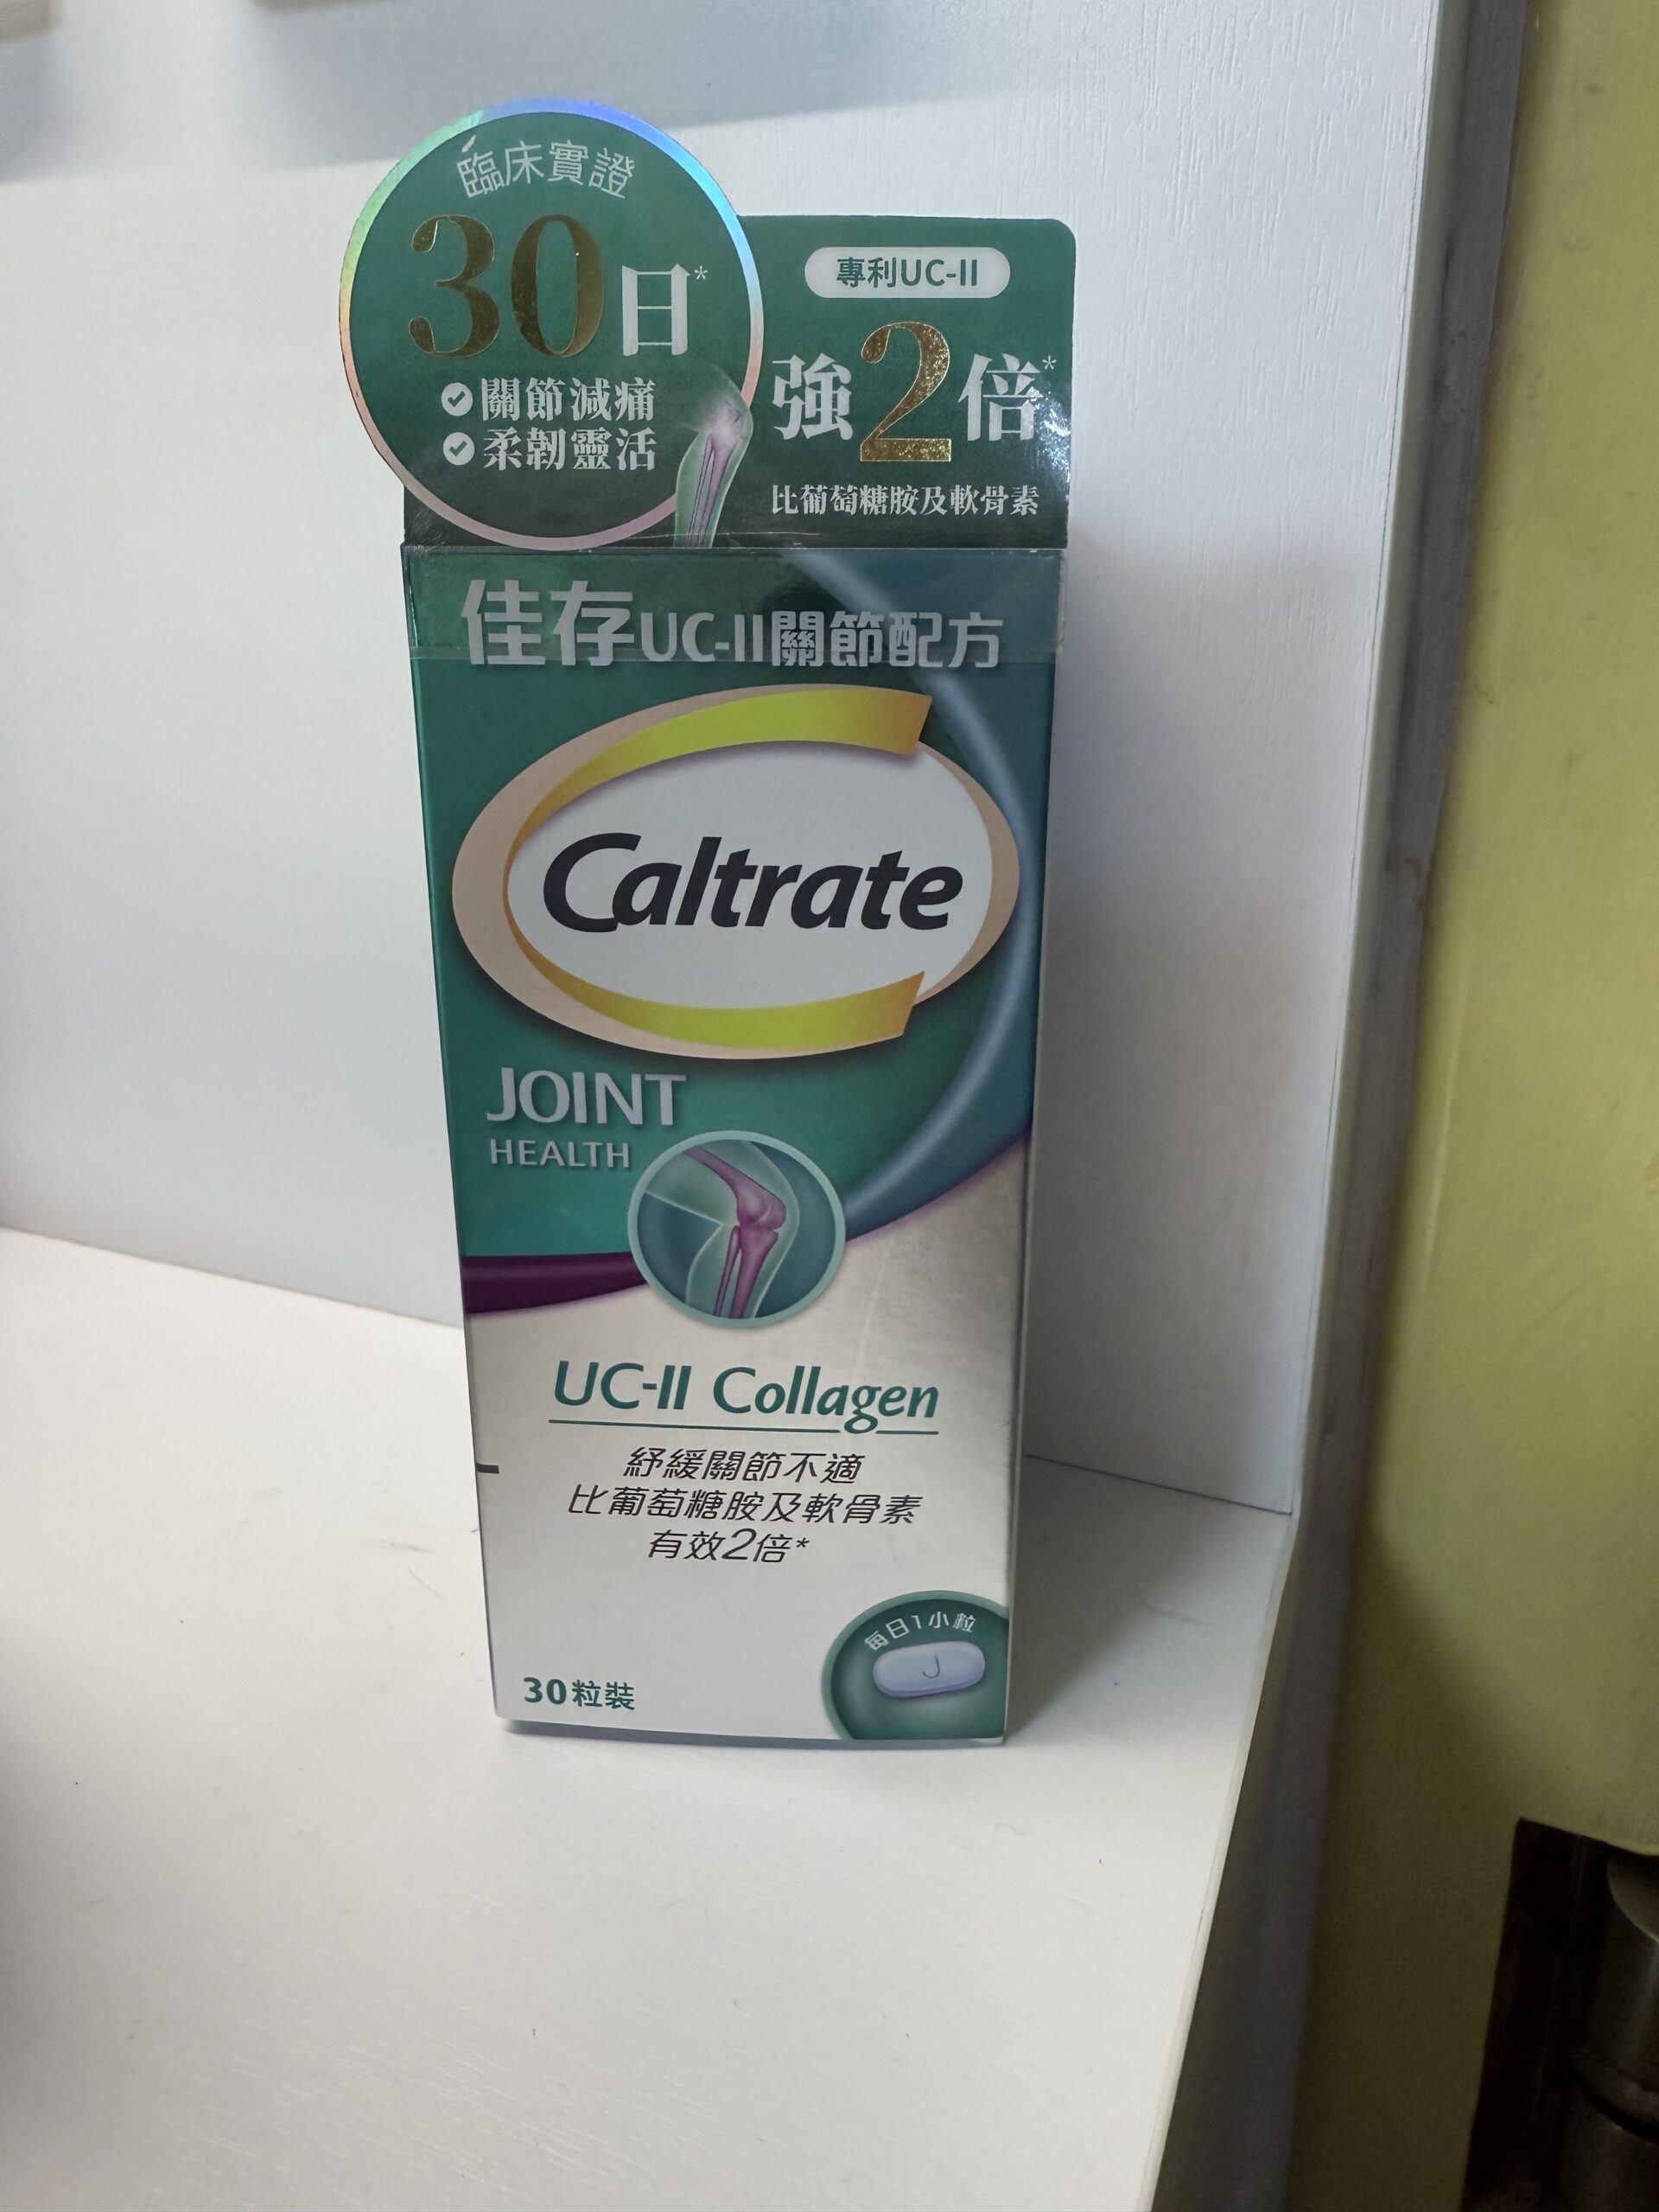 臨床實證
30日*
關節減痛
柔韌靈活
專利UC-II
強2倍*
比葡萄糖胺及軟骨素
佳存UC-II關節配方
Caltrate
JOINT
HEALTH
UC-II Collagen
紓緩關節不適
比葡萄糖胺及軟骨素
有效2倍*
每日1小粒
J
30粒裝